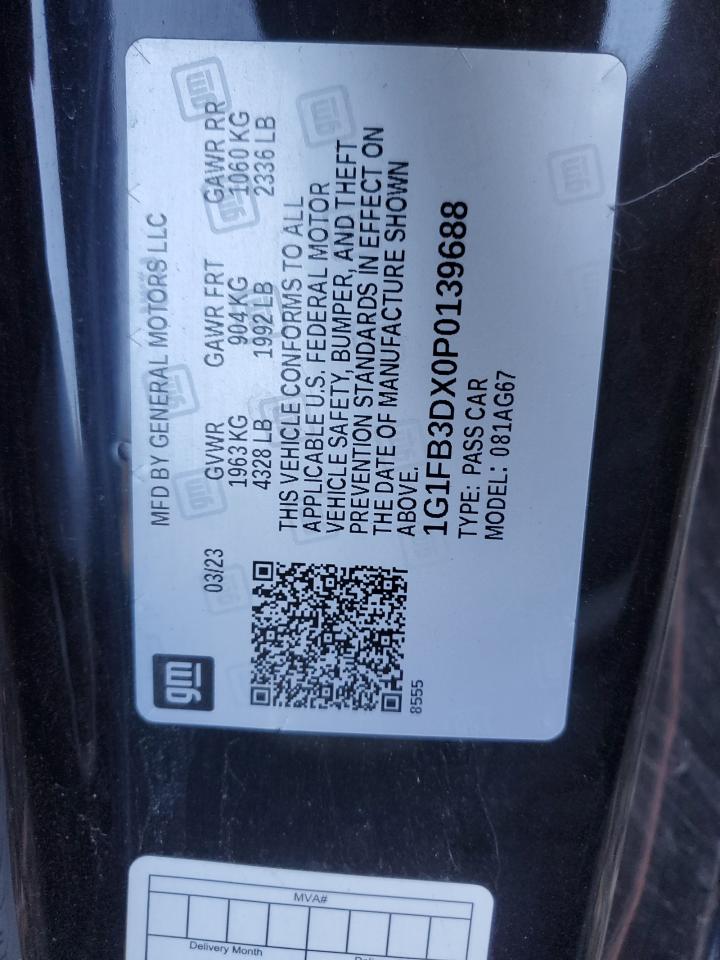 gm
MFD BY GENERAL MOTORS LLC
03/23
GVWR GAWR FRT GAWR RR
1963 KG 904 KG 1060 KG
4328 LB 1992 LB 2336 LB
THIS VEHICLE CONFORMS TO ALL
APPLICABLE U.S. FEDERAL MOTOR
VEHICLE SAFETY, BUMPER, AND THEFT
PREVENTION STANDARDS IN EFFECT ON
THE DATE OF MANUFACTURE SHOWN
ABOVE.
1G1FB3DX0P0139688
TYPE: PASS CAR
MODEL: 081AG67
8555
MVA#
Delivery Month